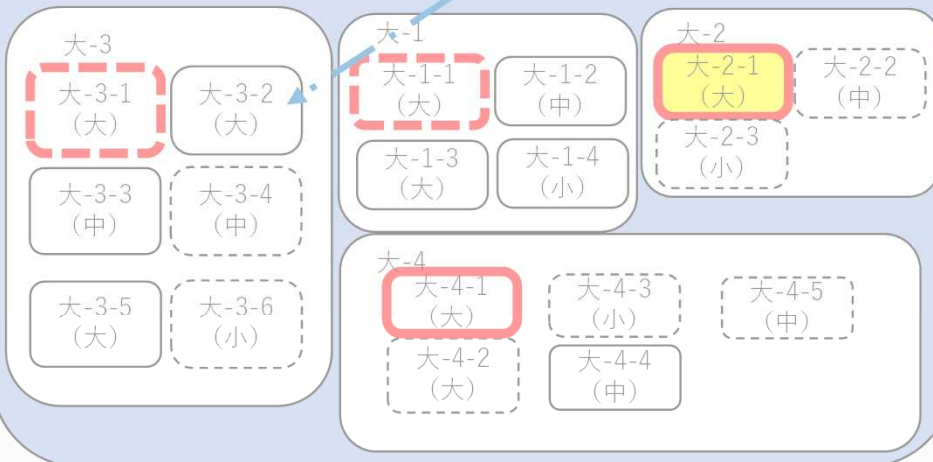 大-3
大-3-1
(大)
大-3-2
(大)
大-3-3
(中)
大-3-4
(中)
大-3-5
(大)
大-3-6
(小)
大-1
大-1-1
(大)
大-1-2
(中)
大-1-3
(大)
大-1-4
(小)
大-2
大-2-1
(大)
大-2-2
(中)
大-2-3
(小)
大-4
大-4-1
(大)
大-4-3
(小)
大-4-5
(中)
大-4-2
(大)
大-4-4
(中)